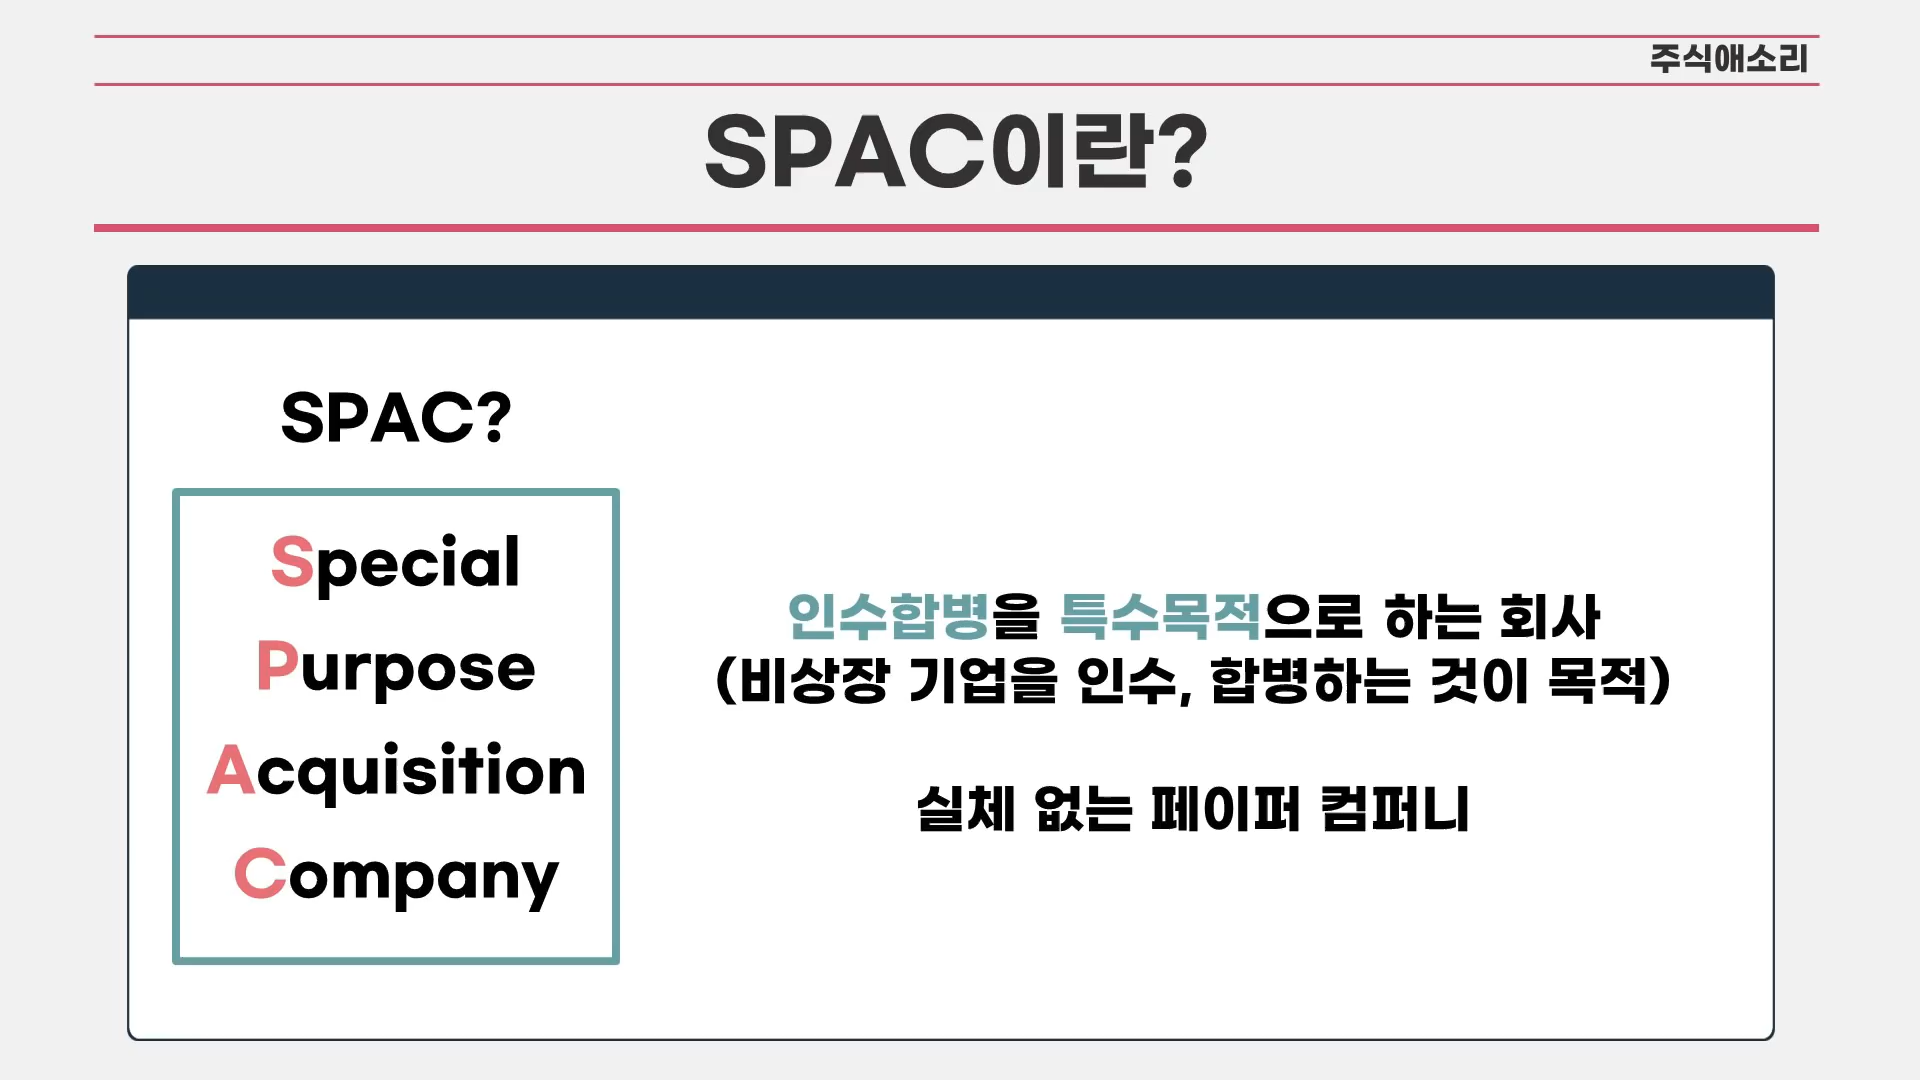 주식애소리
SPAC이란?
SPAC?
Special
Purpose
Acquisition
Company
인수합병을 특수목적으로 하는 회사
(비상장 기업을 인수, 합병하는 것이 목적)
실체 없는 페이퍼 컴퍼니